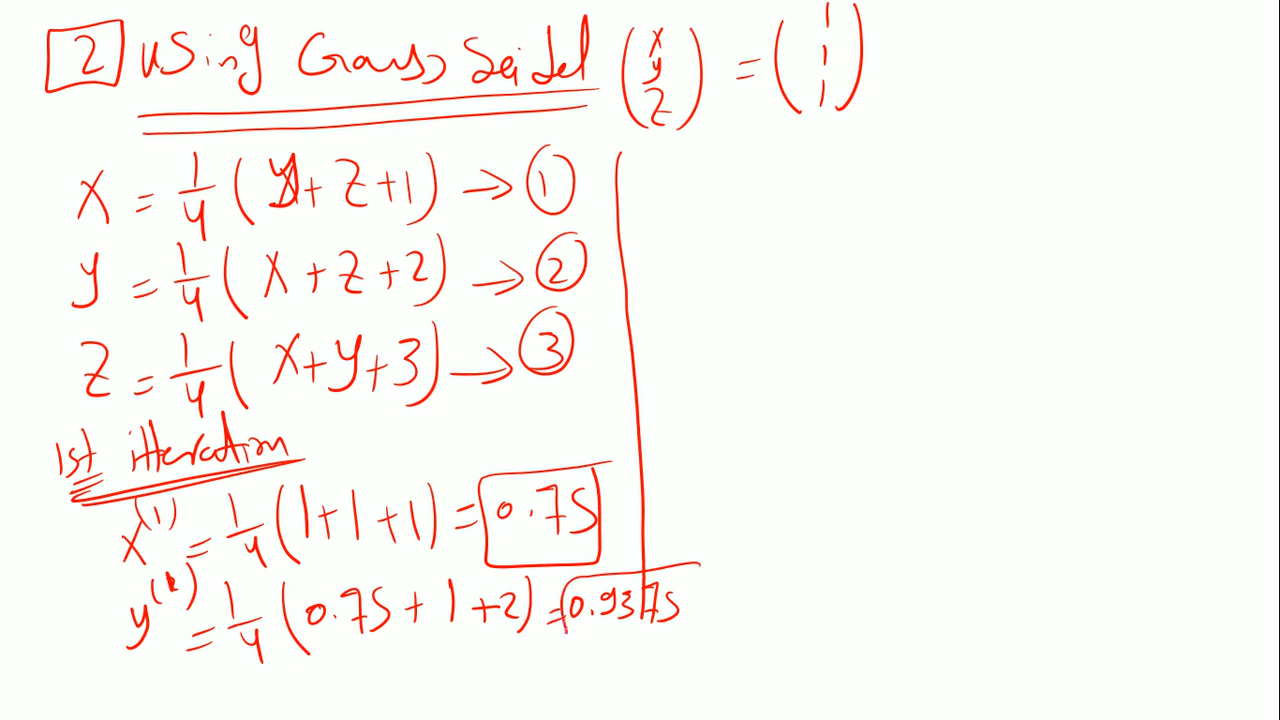 2 using Gauss Seidel (x y z) = (1 1 1)
x = 1/4 (y + z + 1) → ①
y = 1/4 (x + z + 2) → ②
z = 1/4 (x + y + 3) → ③
1st itteration
x^(1) = 1/4 (1 + 1 + 1) = 0.75
y^(1) = 1/4 (0.75 + 1 + 2) = 0.9375